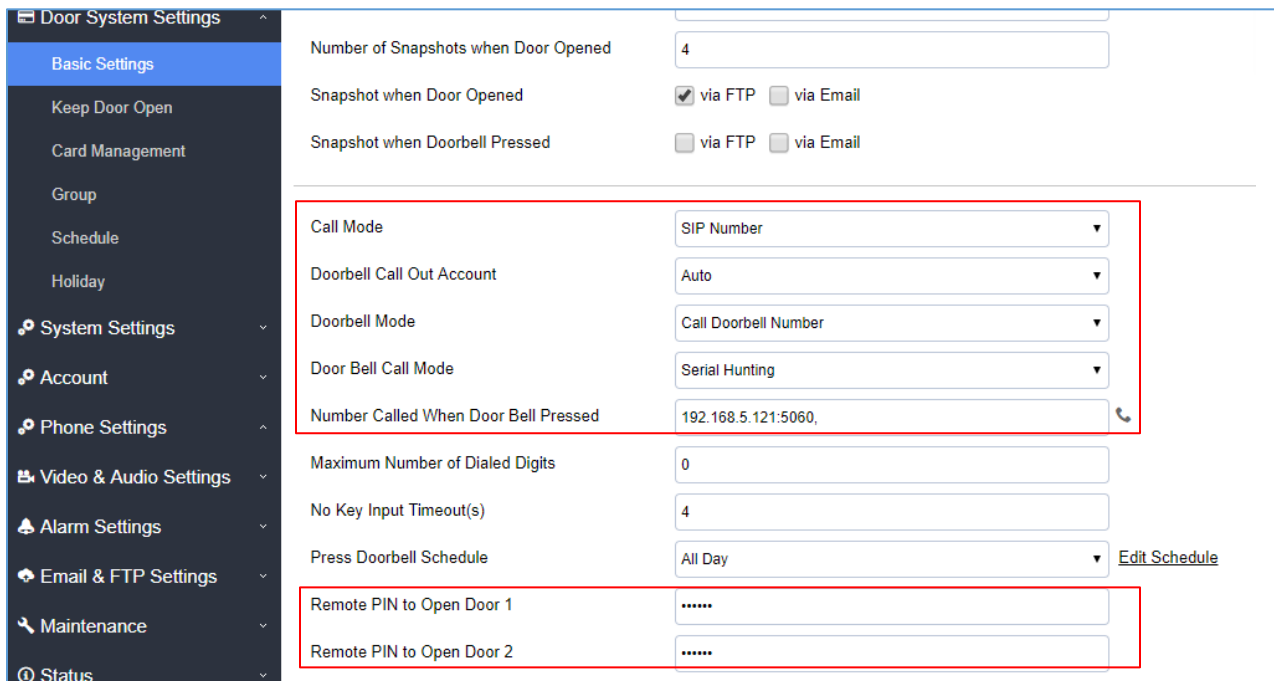 Door System Settings
Basic Settings
Keep Door Open
Card Management
Group
Schedule
Holiday
System Settings
Account
Phone Settings
Video & Audio Settings
Alarm Settings
Email & FTP Settings
Maintenance
Status
Number of Snapshots when Door Opened 4
Snapshot when Door Opened via FTP via Email
Snapshot when Doorbell Pressed via FTP via Email
Call Mode SIP Number
Doorbell Call Out Account Auto
Doorbell Mode Call Doorbell Number
Door Bell Call Mode Serial Hunting
Number Called When Door Bell Pressed 192.168.5.121:5060,
Maximum Number of Dialed Digits 0
No Key Input Timeout(s) 4
Press Doorbell Schedule All Day Edit Schedule
Remote PIN to Open Door 1 ••••••
Remote PIN to Open Door 2 ••••••